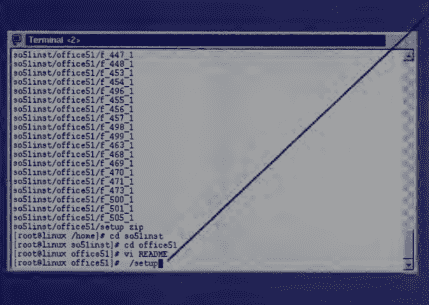 Terminal <2>
so51inst/office51/f_447_1
so51inst/office51/f_448_1
so51inst/office51/f_453_1
so51inst/office51/f_454_1
so51inst/office51/f_496_1
so51inst/office51/f_455_1
so51inst/office51/f_456_1
so51inst/office51/f_457_1
so51inst/office51/f_498_1
so51inst/office51/f_499_1
so51inst/office51/f_463_1
so51inst/office51/f_468_1
so51inst/office51/f_469_1
so51inst/office51/f_470_1
so51inst/office51/f_471_1
so51inst/office51/f_473_1
so51inst/office51/f_500_1
so51inst/office51/f_501_1
so51inst/office51/f_505_1
so51inst/office51/setup zip
[root@linux /home]# cd so51inst
[root@linux so51inst]# cd office51
[root@linux office51]# vi README
[root@linux office51]# /setup